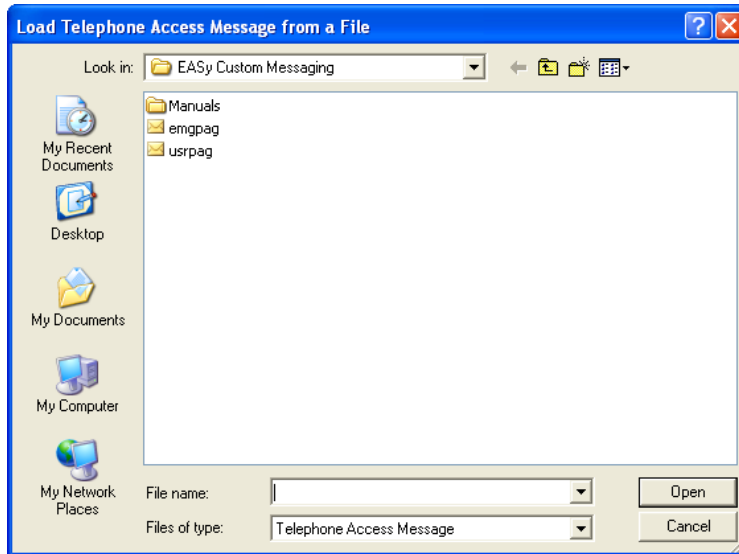 Load Telephone Access Message from a File
Look in: EASy Custom Messaging
Manuals
emgpag
usrpag
My Recent
Documents
Desktop
My Documents
My Computer
My Network
Places
File name:
Open
Files of type: Telephone Access Message
Cancel